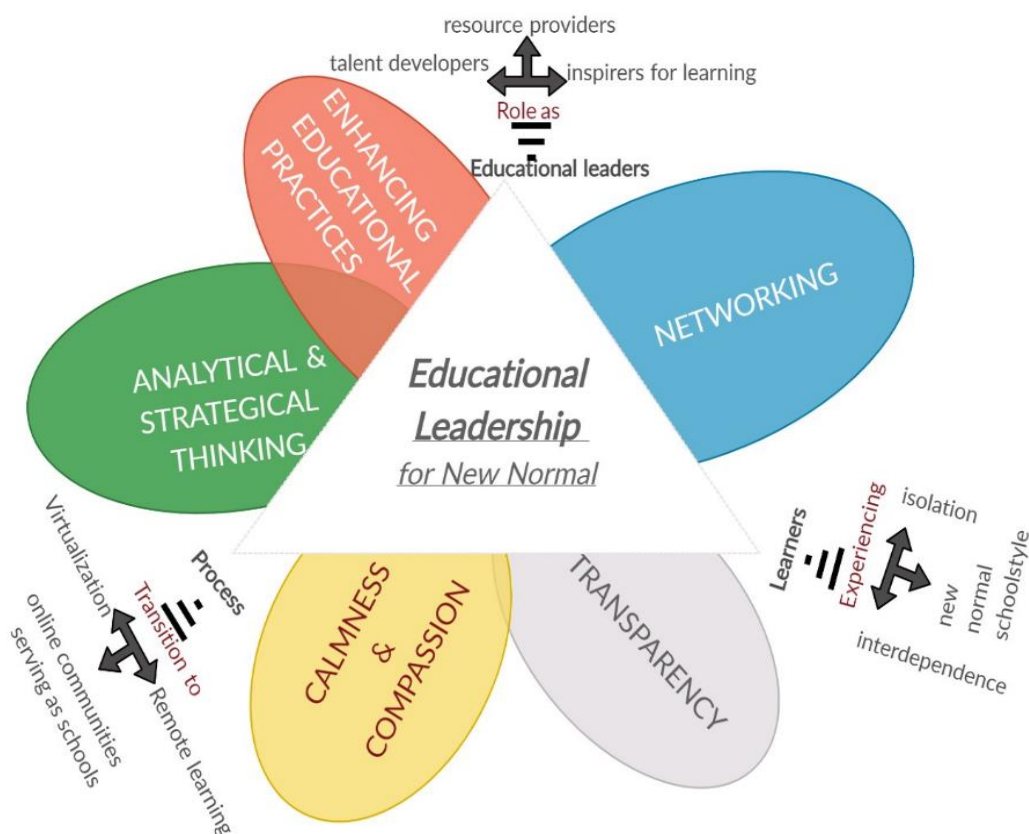 resource providers
talent developers
inspirers for learning
Role as
Educational leaders
ENHANCING
EDUCATIONAL
PRACTICES
NETWORKING
ANALYTICAL &
STRATEGICAL
THINKING
Educational
Leadership
for New Normal
Learners
Experiencing
isolation
new
normal
schoolstyle
interdependence
Process
Transition to
Virtualization
online communities
serving as schools
Remote learning
CALMNESS
&
COMPASSION
TRANSPARENCY